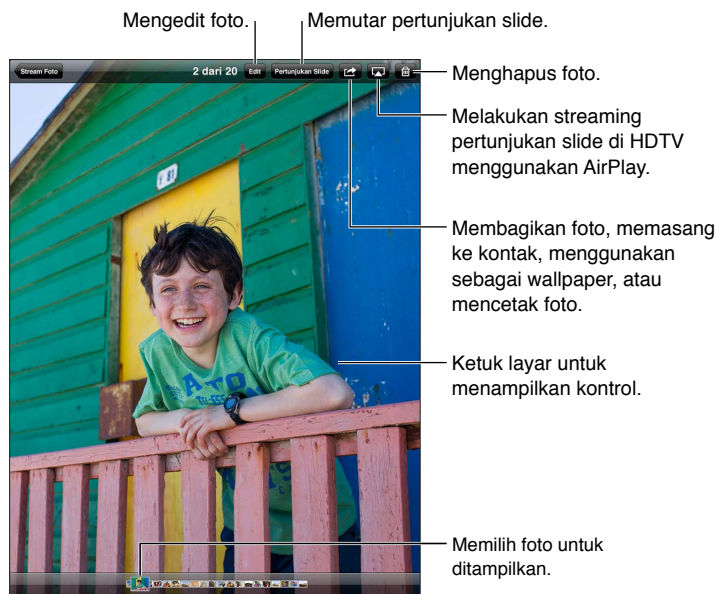 Mengedit foto.
Memutar pertunjukan slide.
Stream Foto
2 dari 20
Edit
Pertunjukan Slide
Menghapus foto.
Melakukan streaming
pertunjukan slide di HDTV
menggunakan AirPlay.
Y 81
Membagikan foto, memasang
ke kontak, menggunakan
sebagai wallpaper, atau
mencetak foto.
Ketuk layar untuk
menampilkan kontrol.
Memilih foto untuk
ditampilkan.